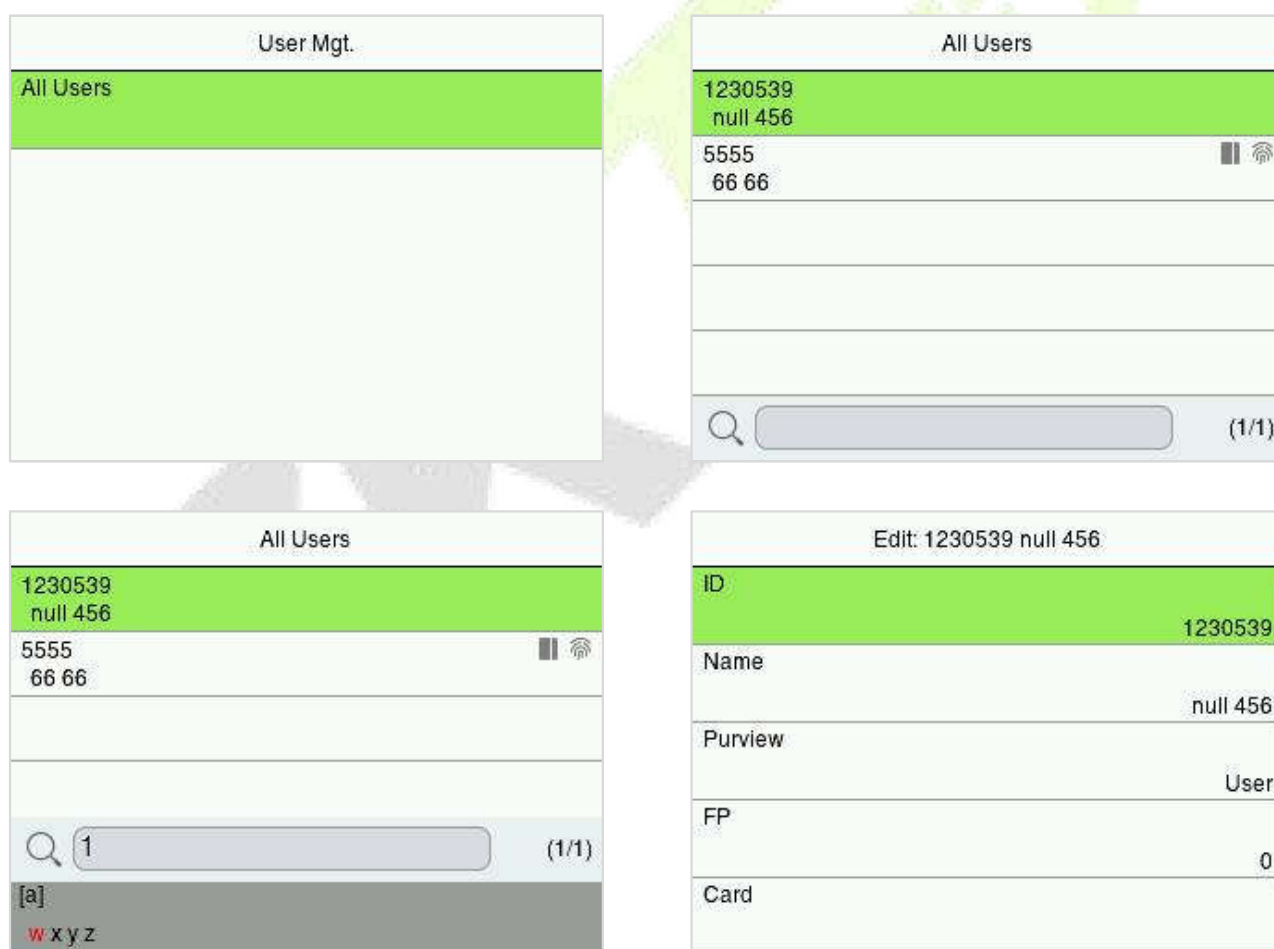 User Mgt.
All Users
All Users
1230539
null 456
5555
66 66
(1/1)
All Users
1230539
null 456
5555
66 66
1
(1/1)
[a]
w x y z
Edit: 1230539 null 456
ID
1230539
Name
null 456
Purview
User
FP
0
Card